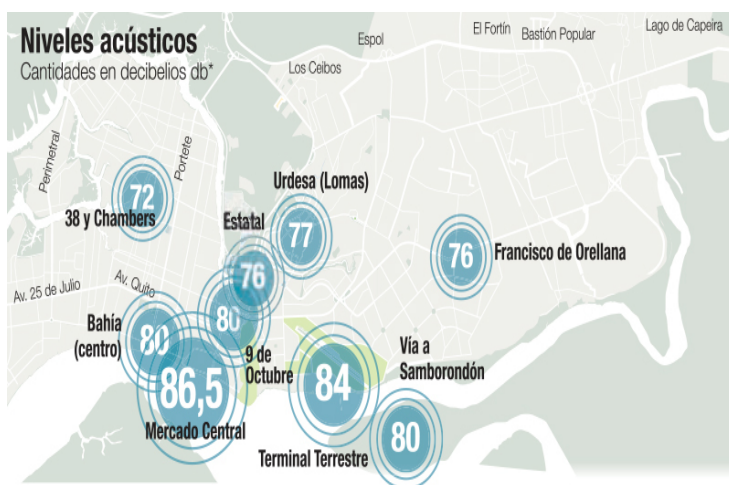 Niveles acústicos
Cantidades en decibelios db*
El Fortín
Bastión Popular
Lago de Capeira
Espol
Los Ceibos
Perimetral
Portete
72
38 y Chambers
Urdesa (Lomas)
77
Estatal
76
76
Francisco de Orellana
Av. 25 de Julio
Av. Quito
Bahía
(centro)
80
80
9 de
Octubre
86,5
Mercado Central
84
Terminal Terrestre
Vía a
Samborondón
80